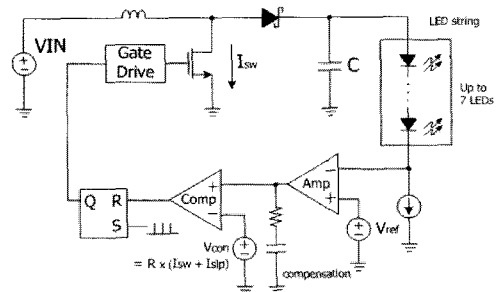 LED string
VIN
Gate
Drive
Isw
C
Up to
7 LEDs
Q
R
S
Comp
+
−
Amp
−
+
Vcon
= R x (Isw + Islp)
compensation
Vref